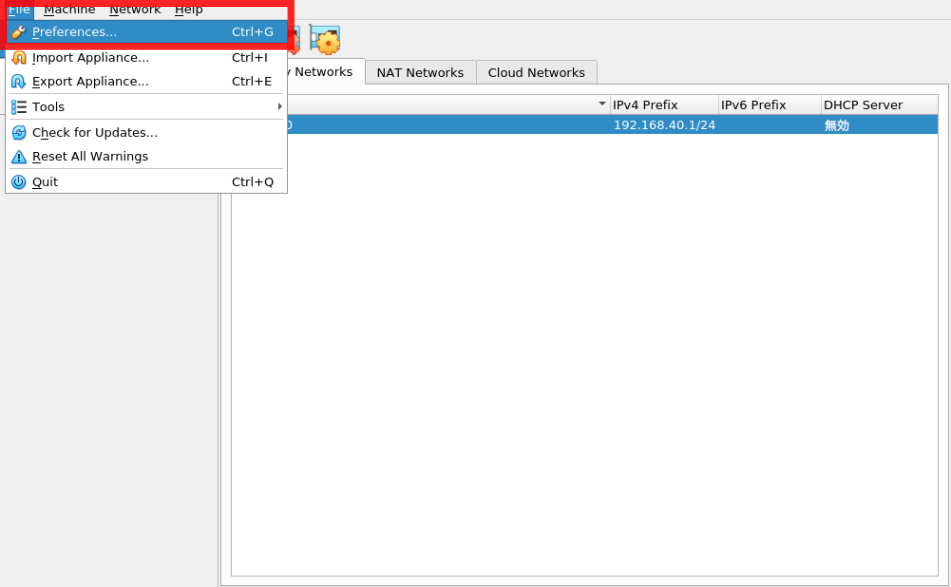 File Machine Network Help
Preferences... Ctrl+G
Import Appliance... Ctrl+I
Export Appliance... Ctrl+E
Tools
Check for Updates...
Reset All Warnings
Quit Ctrl+Q
Networks NAT Networks Cloud Networks
IPv4 Prefix IPv6 Prefix DHCP Server
192.168.40.1/24 無効